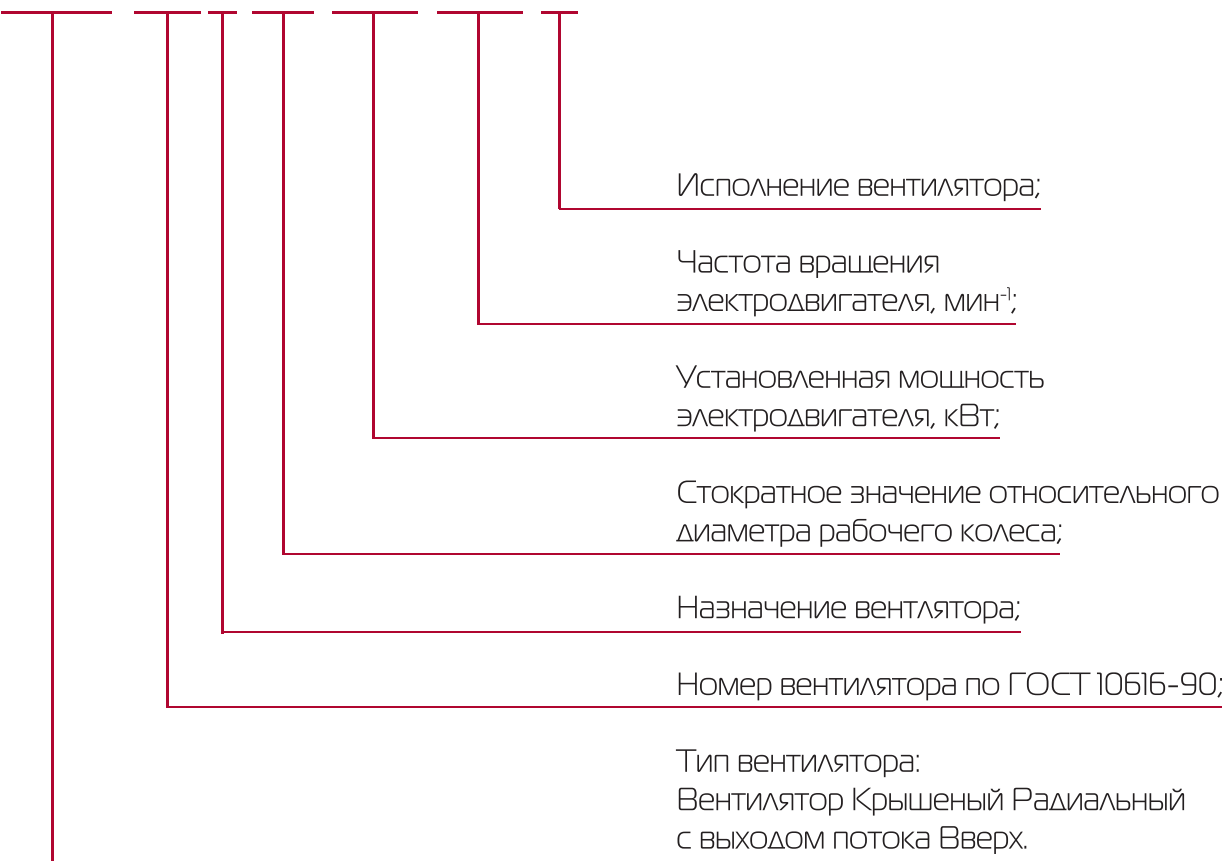 Исполнение вентилятора;
Частота вращения
электродвигателя, мин⁻¹;
Установленная мощность
электродвигателя, кВт;
Стократное значение относительного
диаметра рабочего колеса;
Назначение вентлятора;
Номер вентилятора по ГОСТ 10616-90;
Тип вентилятора:
Вентилятор Крышеный Радиальный
с выходом потока Вверх.